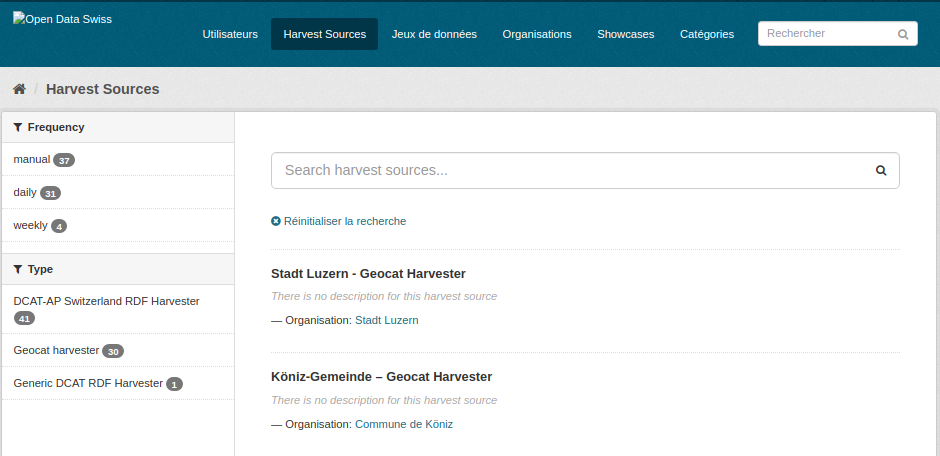 Open Data Swiss
Utilisateurs Harvest Sources Jeux de données Organisations Showcases Catégories Rechercher
/ Harvest Sources
Frequency
manual 37
daily 31
weekly 4
Type
DCAT-AP Switzerland RDF Harvester
41
Geocat harvester 30
Generic DCAT RDF Harvester 1
Search harvest sources...
Réinitialiser la recherche
Stadt Luzern - Geocat Harvester
There is no description for this harvest source
— Organisation: Stadt Luzern
Köniz-Gemeinde – Geocat Harvester
There is no description for this harvest source
— Organisation: Commune de Köniz